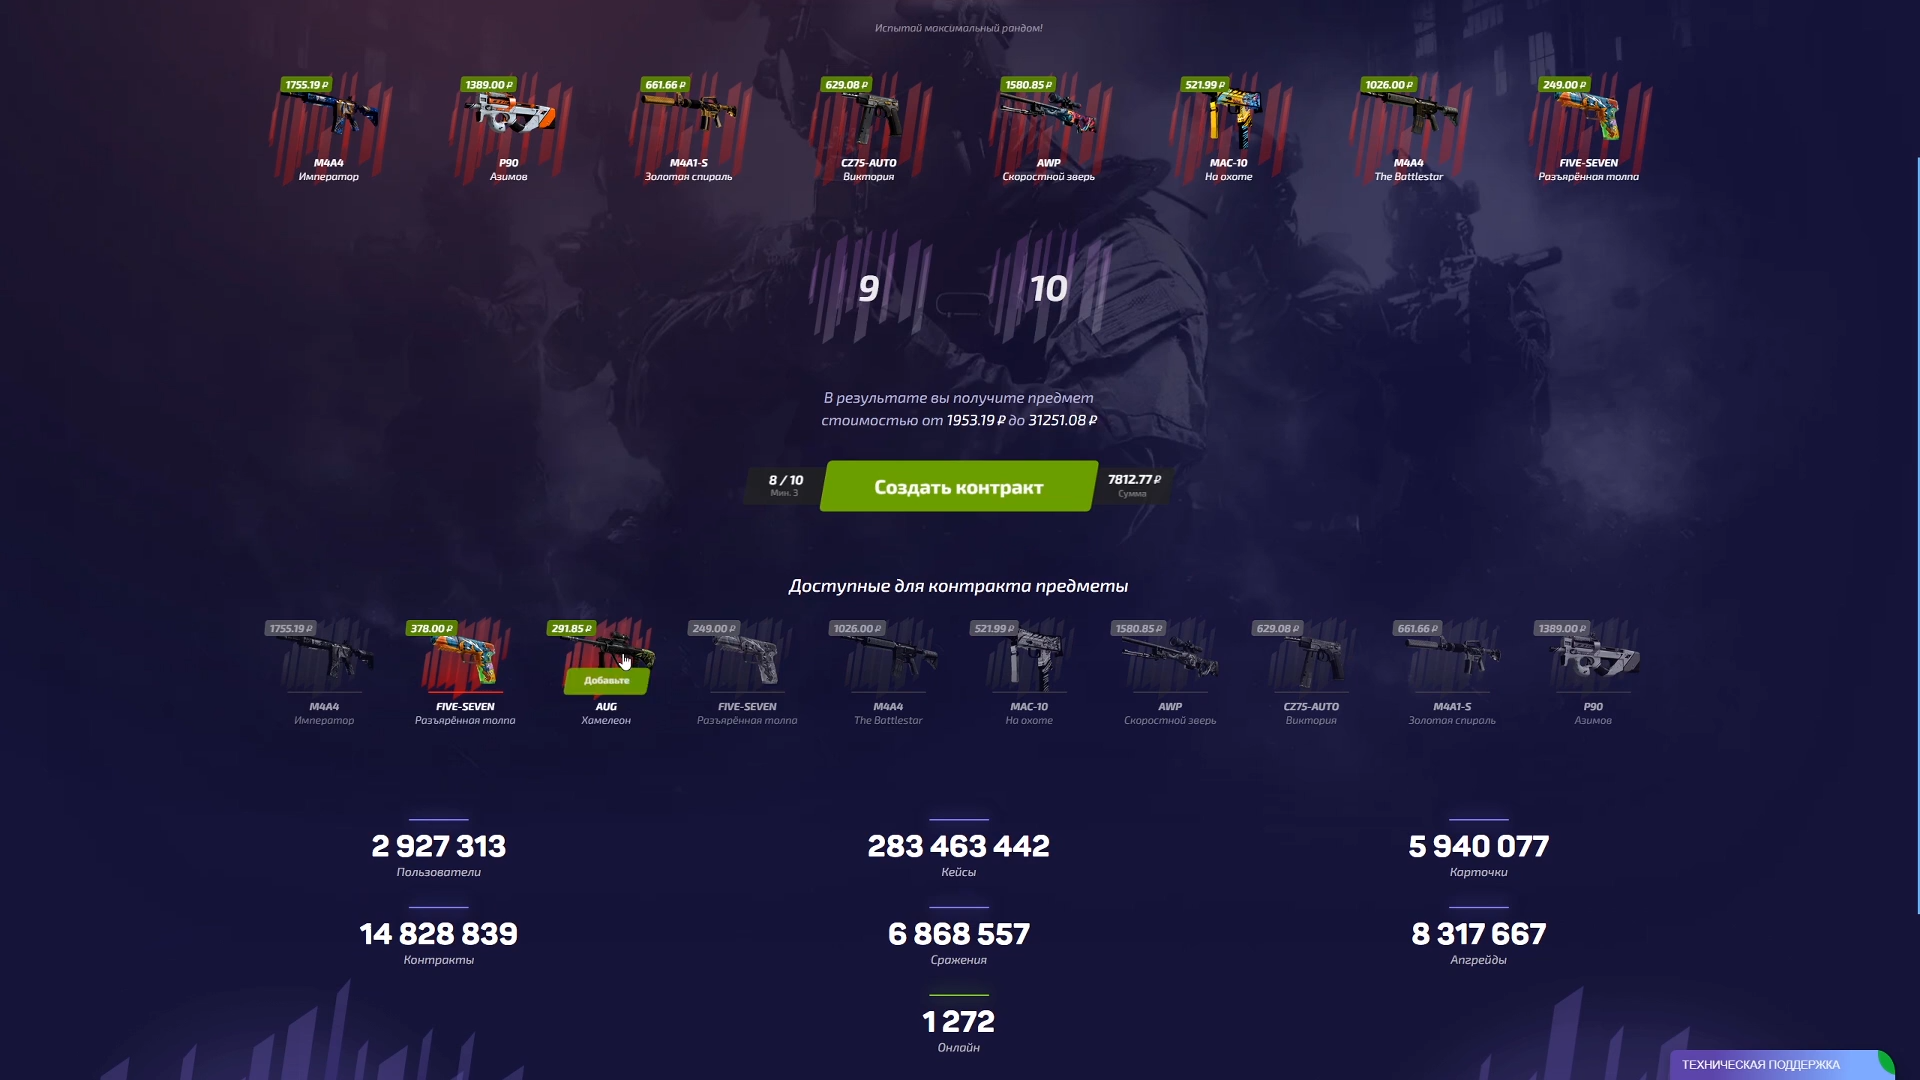 Испытай максимальный рандом!
1755.19 ₽
1389.00 ₽
661.66 ₽
629.08 ₽
1580.85 ₽
521.99 ₽
1026.00 ₽
249.00 ₽
M4A4
P90
M4A1-S
CZ75-AUTO
AWP
MAC-10
M4A4
FIVE-SEVEN
Император
Азимов
Золотая спираль
Виктория
Скоростной зверь
На охоте
The Battlestar
Разъярённая толпа
9
10
В результате вы получите предмет
стоимостью от 1953.19 ₽ до 31251.08 ₽
8 / 10
Мин. 3
Создать контракт
7812.77 ₽
Сумма
Доступные для контракта предметы
1755.19 ₽
378.00 ₽
291.85 ₽
249.00 ₽
1026.00 ₽
521.99 ₽
1580.85 ₽
629.08 ₽
661.66 ₽
1389.00 ₽
Добавьте
M4A4
FIVE-SEVEN
AUG
FIVE-SEVEN
M4A4
MAC-10
AWP
CZ75-AUTO
M4A1-S
P90
Император
Разъярённая толпа
Хамелеон
Разъярённая толпа
The Battlestar
На охоте
Скоростной зверь
Виктория
Золотая спираль
Азимов
2 927 313
Пользователи
283 463 442
Кейсы
5 940 077
Карточки
14 828 839
Контракты
6 868 557
Сражения
8 317 667
Апгрейды
1 272
Онлайн
ТЕХНИЧЕСКАЯ ПОДДЕРЖКА